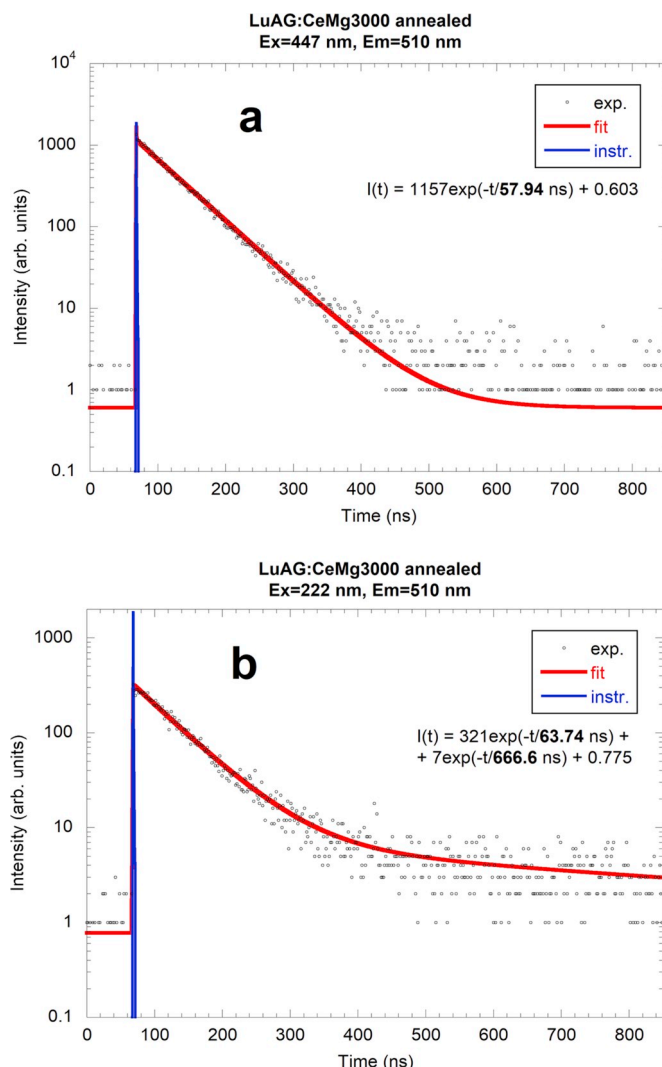 LuAG:CeMg3000 annealed
Ex=447 nm, Em=510 nm
10^4
1000
100
10
1
0.1
Intensity (arb. units)
a
exp.
fit
instr.
I(t) = 1157exp(-t/57.94 ns) + 0.603
0 100 200 300 400 500 600 700 800
Time (ns)
LuAG:CeMg3000 annealed
Ex=222 nm, Em=510 nm
1000
100
10
1
0.1
Intensity (arb. units)
b
exp.
fit
instr.
I(t) = 321exp(-t/63.74 ns) +
+ 7exp(-t/666.6 ns) + 0.775
0 100 200 300 400 500 600 700 800
Time (ns)